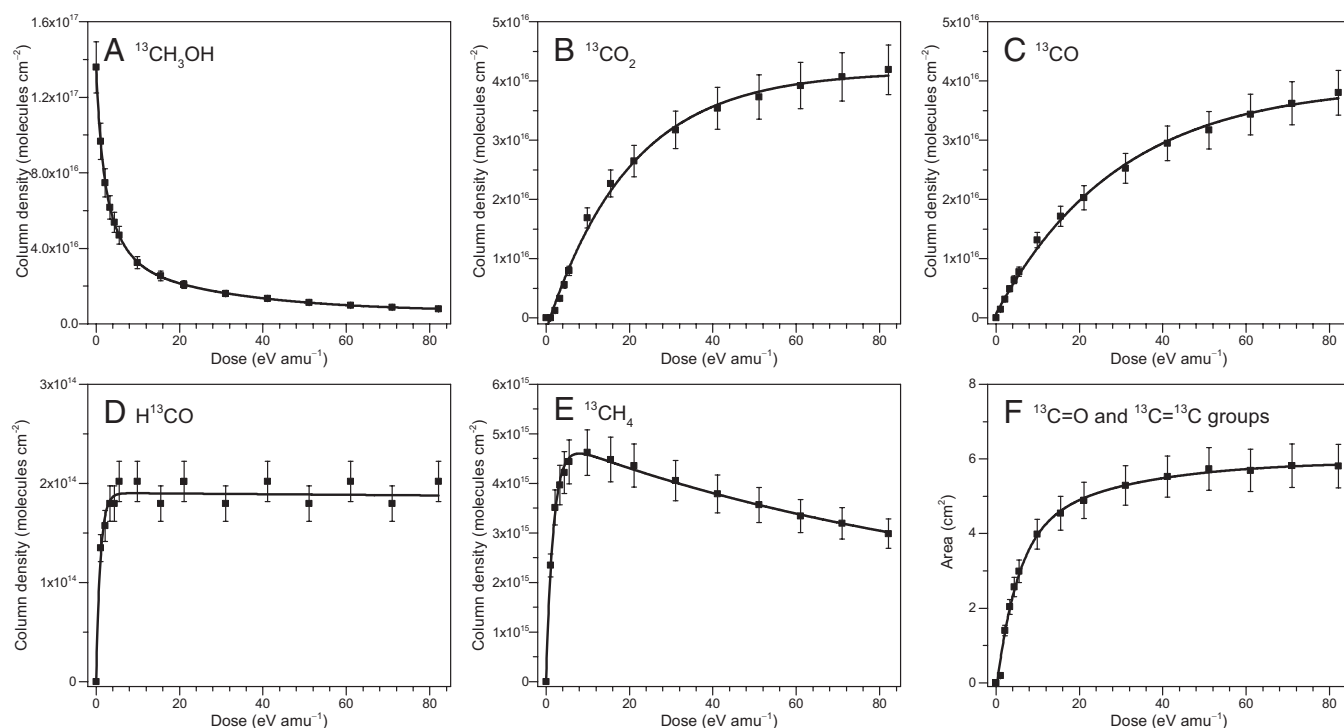 A ¹³CH₃OH
Column density (molecules cm⁻²)
1.6x10¹⁷
1.2x10¹⁷
8.0x10¹⁶
4.0x10¹⁶
0.0
0 20 40 60 80
Dose (eV amu⁻¹)
B ¹³CO₂
Column density (molecules cm⁻²)
5x10¹⁶
4x10¹⁶
3x10¹⁶
2x10¹⁶
1x10¹⁶
0
0 20 40 60 80
Dose (eV amu⁻¹)
C ¹³CO
Column density (molecules cm⁻²)
5x10¹⁶
4x10¹⁶
3x10¹⁶
2x10¹⁶
1x10¹⁶
0
0 20 40 60 80
Dose (eV amu⁻¹)
D H¹³CO
Column density (molecules cm⁻²)
3x10¹⁴
2x10¹⁴
1x10¹⁴
0
0 20 40 60 80
Dose (eV amu⁻¹)
E ¹³CH₄
Column density (molecules cm⁻²)
6x10¹⁵
5x10¹⁵
4x10¹⁵
3x10¹⁵
2x10¹⁵
1x10¹⁵
0
0 20 40 60 80
Dose (eV amu⁻¹)
F ¹³C=O and ¹³C=¹³C groups
Area (cm²)
8
6
4
2
0
0 20 40 60 80
Dose (eV amu⁻¹)